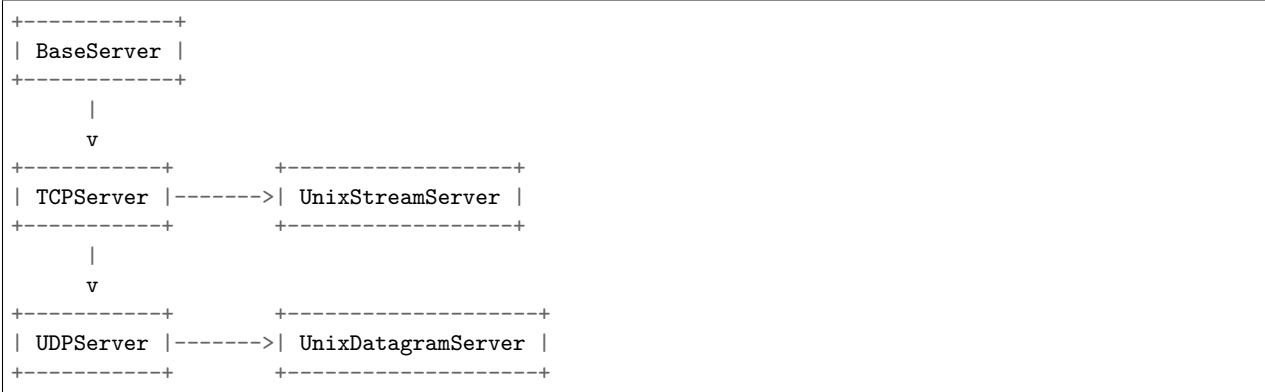 +------------+
| BaseServer |
+------------+
      |
      v
+-----------+        +------------------+
| TCPServer |------->| UnixStreamServer |
+-----------+        +------------------+
      |
      v
+-----------+        +--------------------+
| UDPServer |------->| UnixDatagramServer |
+-----------+        +--------------------+